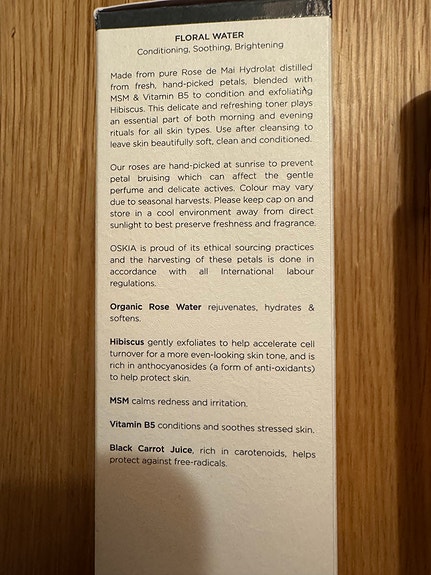 FLORAL WATER
Conditioning, Soothing, Brightening
Made from pure Rose de Mai Hydrolat distilled
from fresh, hand-picked petals, blended with
MSM & Vitamin B5 to condition and exfoliating
Hibiscus. This delicate and refreshing toner plays
an essential part of both morning and evening
rituals for all skin types. Use after cleansing to
leave skin beautifully soft, clean and conditioned.
Our roses are hand-picked at sunrise to prevent
petal bruising which can affect the gentle
perfume and delicate actives. Colour may vary
due to seasonal harvests. Please keep cap on and
store in a cool environment away from direct
sunlight to best preserve freshness and fragrance.
OSKIA is proud of its ethical sourcing practices
and the harvesting of these petals is done in
accordance with all International labour
regulations.
Organic Rose Water rejuvenates, hydrates &
softens.
Hibiscus gently exfoliates to help accelerate cell
turnover for a more even-looking skin tone, and is
rich in anthocyanosides (a form of anti-oxidants)
to help protect skin.
MSM calms redness and irritation.
Vitamin B5 conditions and soothes stressed skin.
Black Carrot Juice, rich in carotenoids, helps
protect against free-radicals.